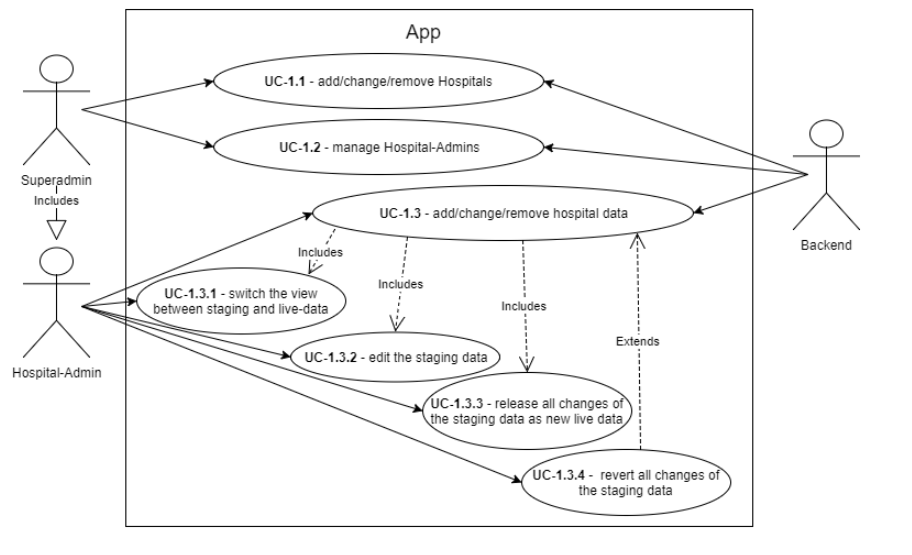 App
UC-1.1 - add/change/remove Hospitals
UC-1.2 - manage Hospital-Admins
Superadmin
Includes
UC-1.3 - add/change/remove hospital data
Backend
Includes
UC-1.3.1 - switch the view
between staging and live-data
Includes
Includes
Extends
Hospital-Admin
UC-1.3.2 - edit the staging data
UC-1.3.3 - release all changes of
the staging data as new live data
UC-1.3.4 - revert all changes of
the staging data